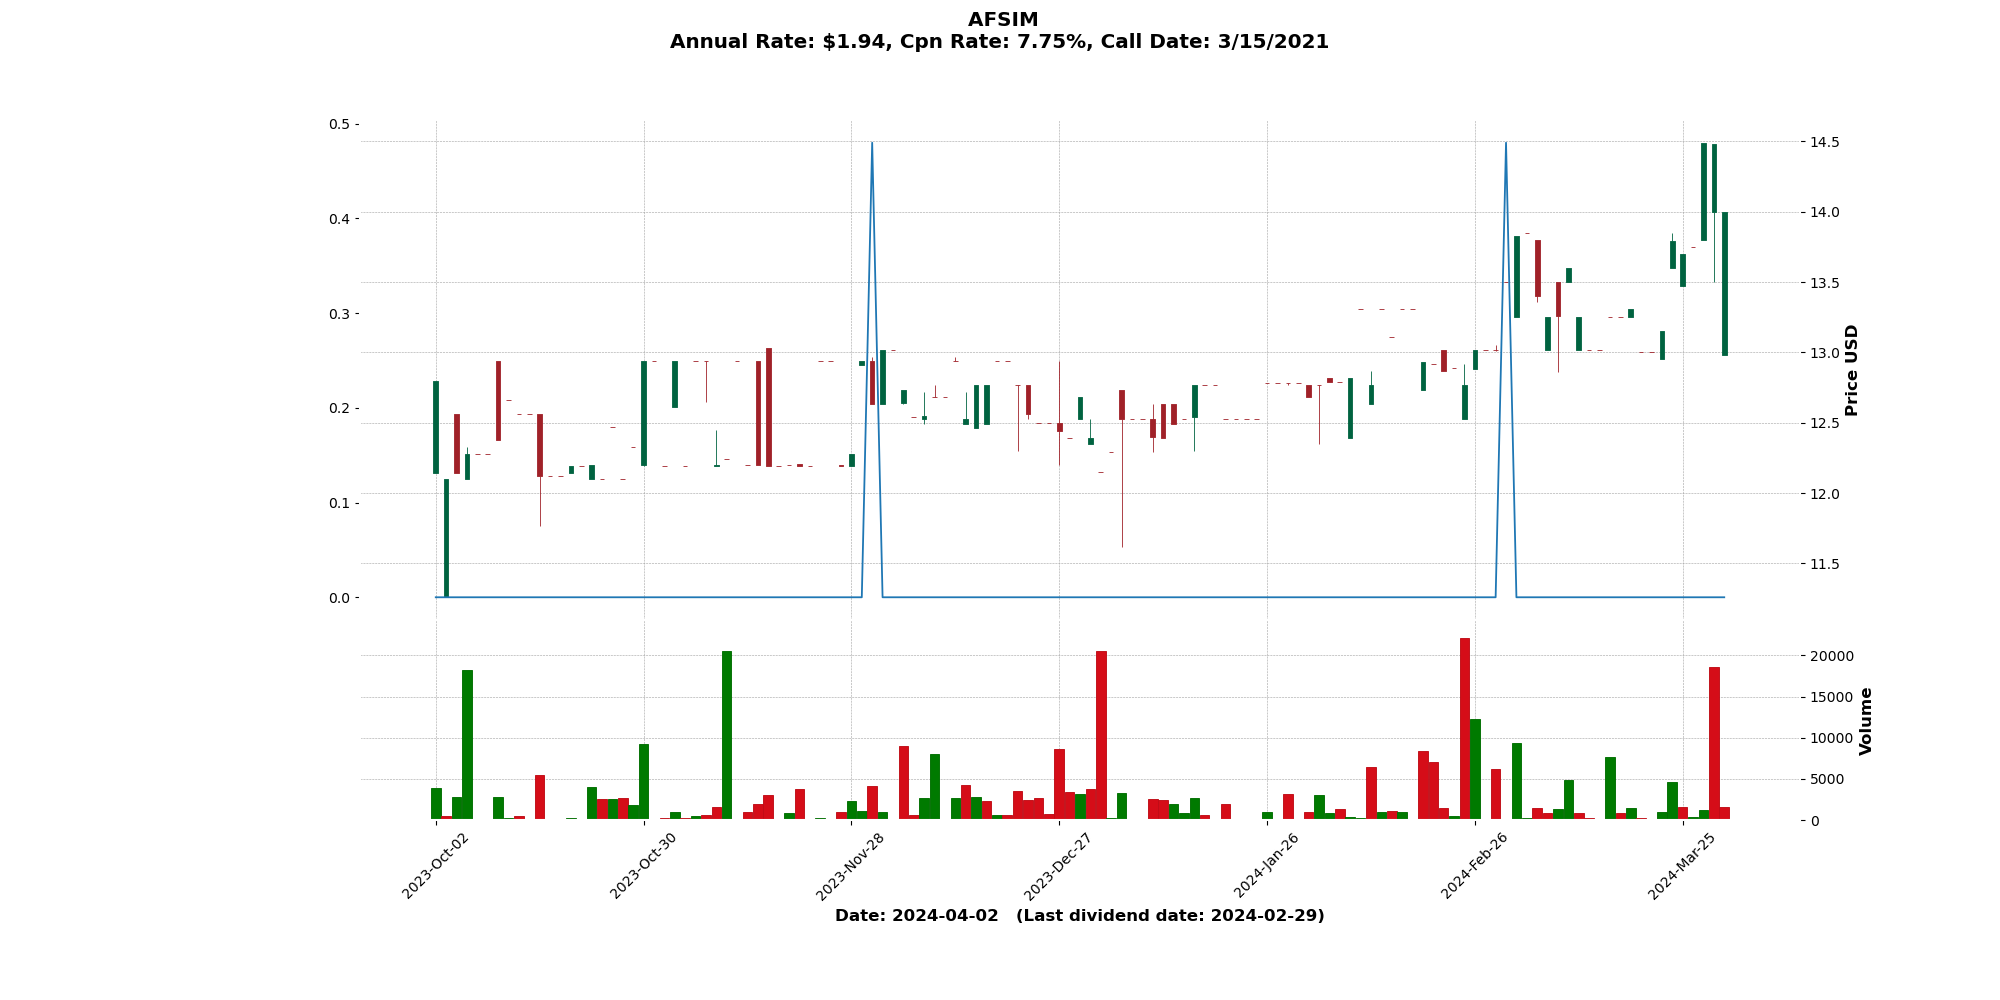 AFSIM
Annual Rate: $1.94, Cpn Rate: 7.75%, Call Date: 3/15/2021
0.5
0.4
0.3
0.2
0.1
0.0
14.5
14.0
13.5
13.0
12.5
12.0
11.5
Price USD
20000
15000
10000
5000
0
Volume
2023-Oct-02
2023-Oct-30
2023-Nov-28
2023-Dec-27
2024-Jan-26
2024-Feb-26
2024-Mar-25
Date: 2024-04-02 (Last dividend date: 2024-02-29)